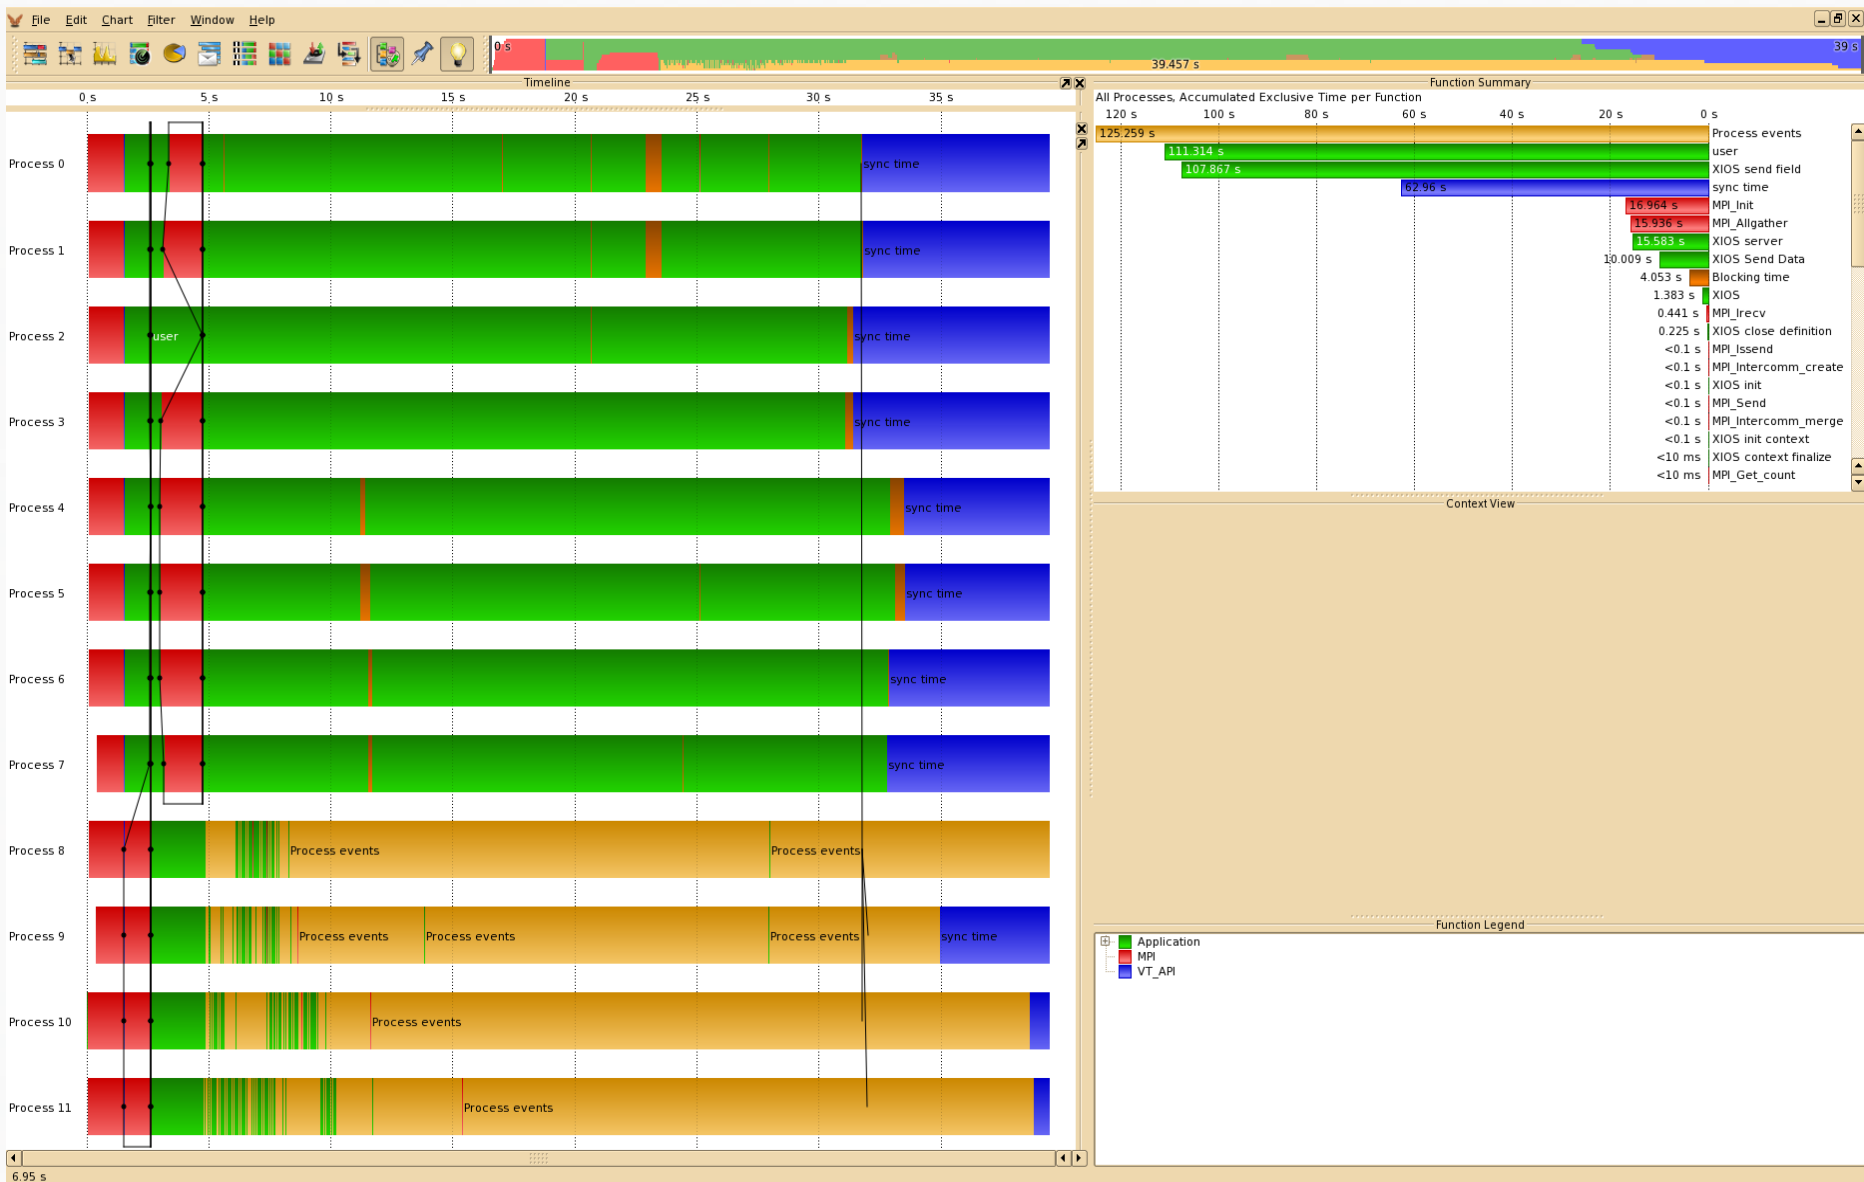 File Edit Chart Filter Window Help
0 s 39 s
39.457 s
Timeline
0 s 5 s 10 s 15 s 20 s 25 s 30 s 35 s
Process 0 sync time
Process 1 sync time
Process 2 user sync time
Process 3 sync time
Process 4 sync time
Process 5 sync time
Process 6 sync time
Process 7 sync time
Process 8 Process events Process events
Process 9 Process events Process events Process events sync time
Process 10 Process events
Process 11 Process events
6.95 s
Function Summary
All Processes, Accumulated Exclusive Time per Function
120 s 100 s 80 s 60 s 40 s 20 s 0 s
125.259 s Process events
111.314 s user
107.867 s XIOS send field
62.96 s sync time
16.964 s MPI_Init
15.936 s MPI_Allgather
15.583 s XIOS server
10.009 s XIOS Send Data
4.053 s Blocking time
1.383 s XIOS
0.441 s MPI_Irecv
0.225 s XIOS close definition
<0.1 s MPI_Issend
<0.1 s MPI_Intercomm_create
<0.1 s XIOS init
<0.1 s MPI_Send
<0.1 s MPI_Intercomm_merge
<0.1 s XIOS init context
<10 ms XIOS context finalize
<10 ms MPI_Get_count
Context View
Function Legend
Application
MPI
VT_API